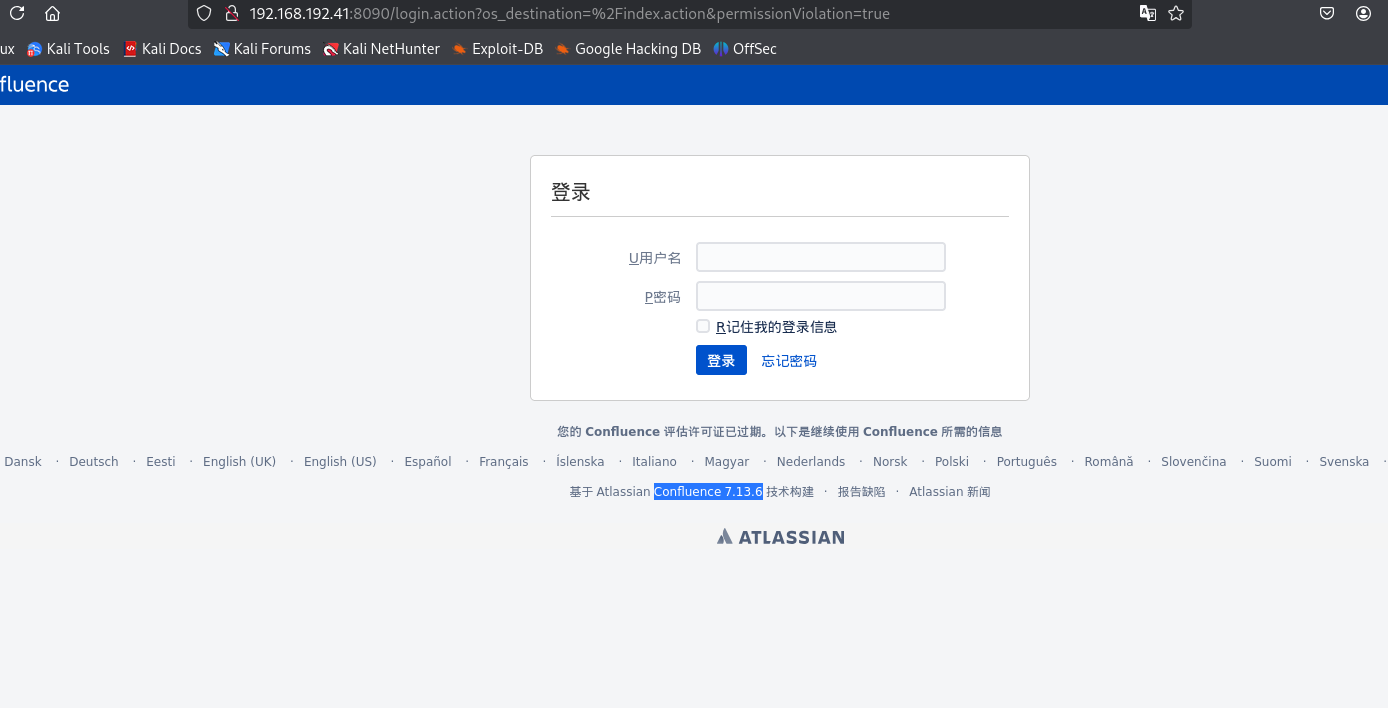 192.168.192.41:8090/login.action?os_destination=%2Findex.action&permissionViolation=true
ux Kali Tools Kali Docs Kali Forums Kali NetHunter Exploit-DB Google Hacking DB OffSec
fluence
登录
U用户名
P密码
R记住我的登录信息
登录 忘记密码
您的 Confluence 评估许可证已过期。以下是继续使用 Confluence 所需的信息
Dansk · Deutsch · Eesti · English (UK) · English (US) · Español · Français · Íslenska · Italiano · Magyar · Nederlands · Norsk · Polski · Português · Română · Slovenčina · Suomi · Svenska ·
基于 Atlassian Confluence 7.13.6 技术构建 · 报告缺陷 · Atlassian 新闻
ATLASSIAN